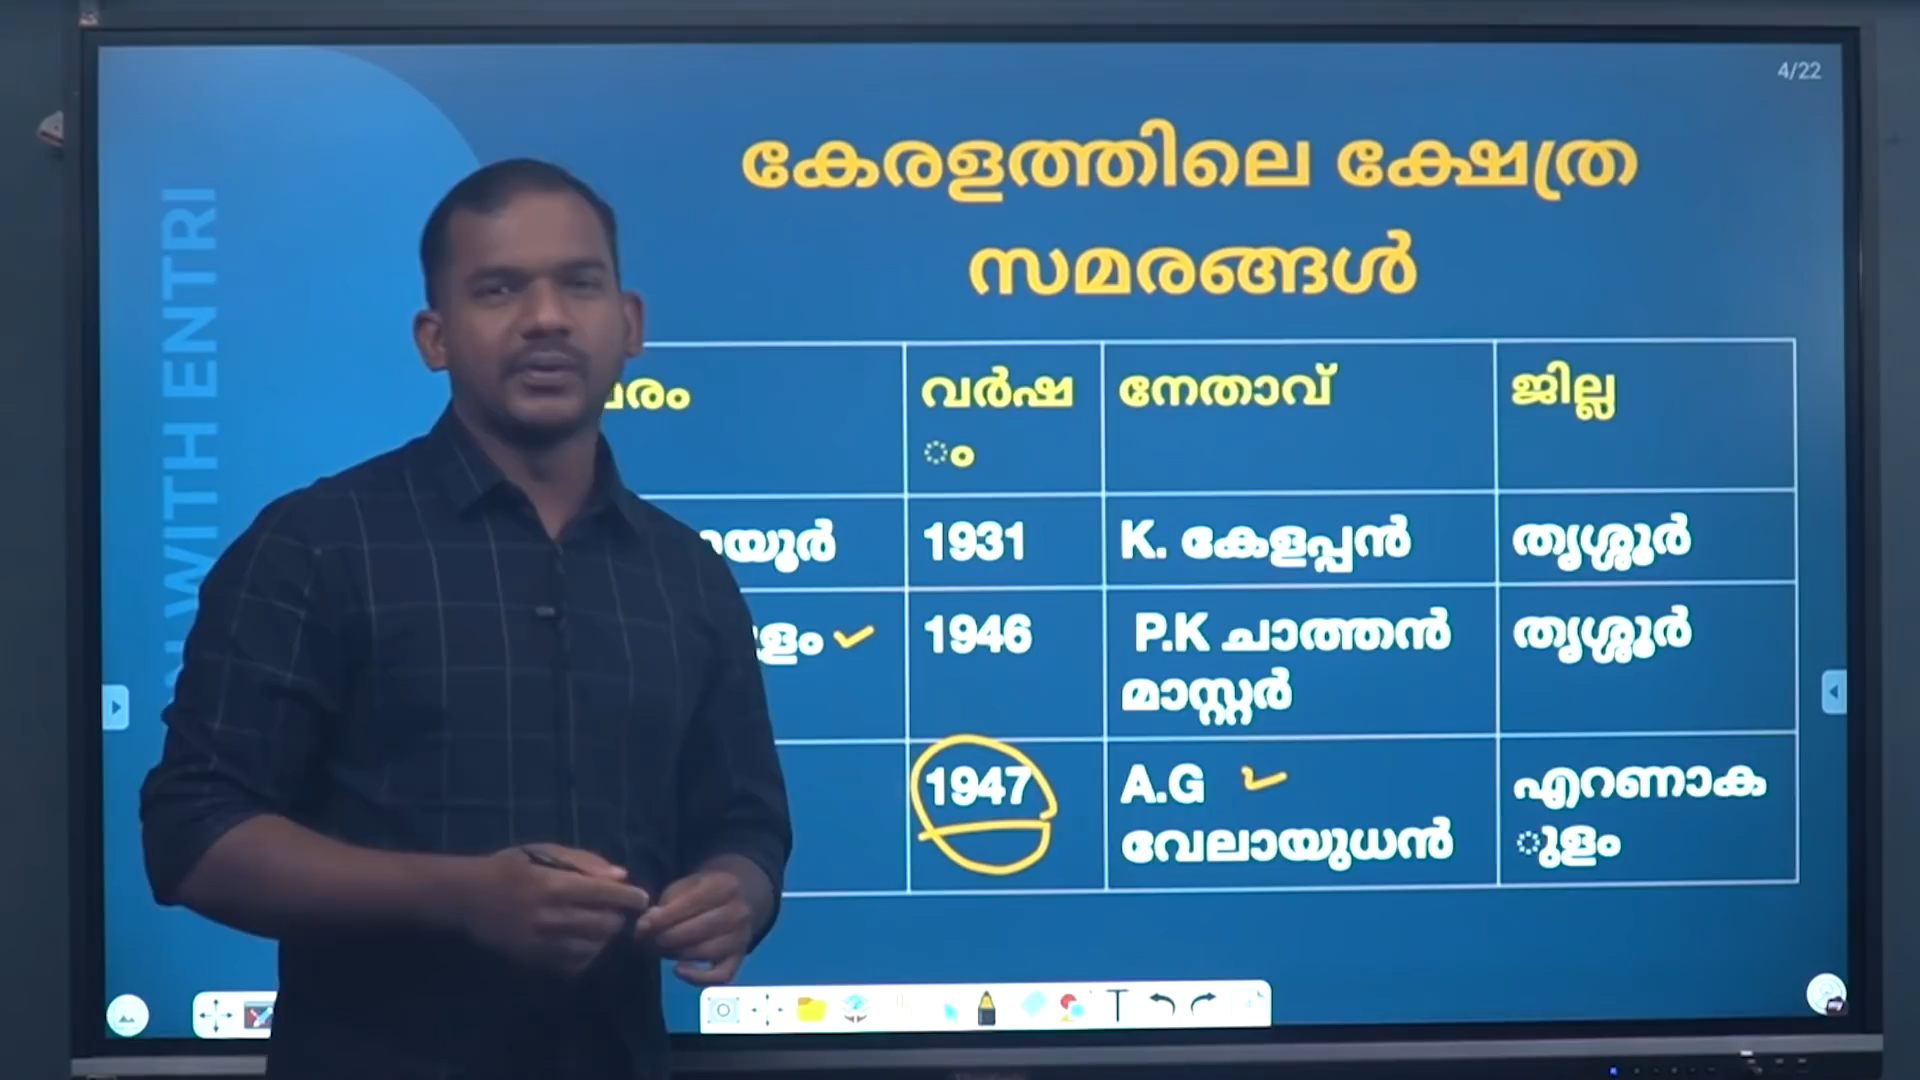 4/22
കേരളത്തിലെ ക്ഷേത്ര
സമരങ്ങൾ
WITH ENTRI
വർഷ
ം
നേതാവ്
ജില്ല
1931
K. കേളപ്പൻ
തൃശ്ശൂർ
1946
P.K ചാത്തൻ
മാസ്റ്റർ
തൃശ്ശൂർ
1947
A.G
വേലായുധൻ
എറണാക
ുളം